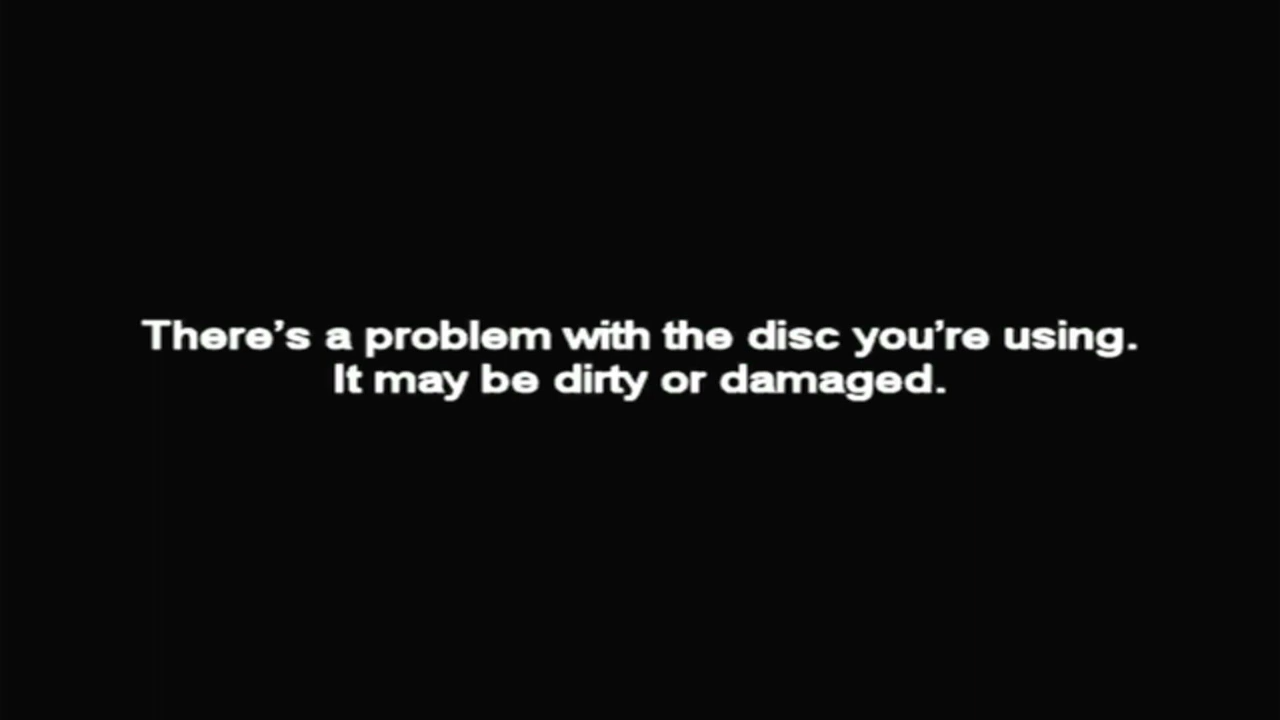 There’s a problem with the disc you’re using.
It may be dirty or damaged.